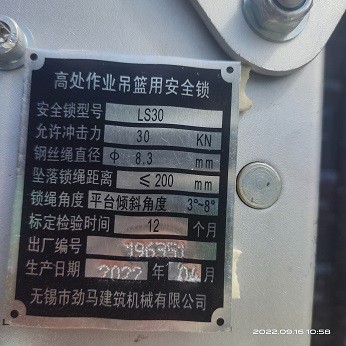 高处作业吊篮用安全锁
安全锁型号 LS30
允许冲击力 30 KN
钢丝绳直径 Φ 8.3 mm
坠落锁绳距离 ≤200 mm
锁绳角度 平台倾斜角度 3°~8°
标定检验时间 12 个月
出厂编号 196351
生产日期 2022 年 04 月
无锡市劲马建筑机械有限公司
2022.09.16 10:58